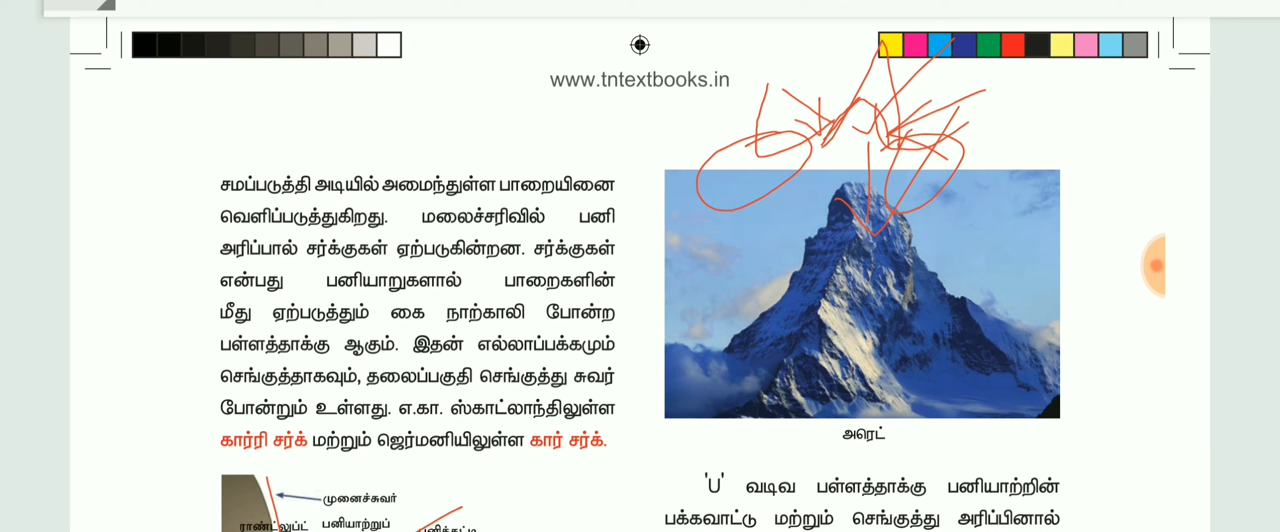 www.tntextbooks.in
சமப்படுத்தி அடியில் அமைந்துள்ள பாறையினை
வெளிப்படுத்துகிறது. மலைச்சரிவில் பனி
அரிப்பால் சர்க்குகள் ஏற்படுகின்றன. சர்க்குகள்
என்பது பனியாறுகளால் பாறைகளின்
மீது ஏற்படுத்தும் கை நாற்காலி போன்ற
பள்ளத்தாக்கு ஆகும். இதன் எல்லாப்பக்கமும்
செங்குத்தாகவும், தலைப்பகுதி செங்குத்து சுவர்
போன்றும் உள்ளது. எ.கா. ஸ்காட்லாந்திலுள்ள
கார்ரி சர்க் மற்றும் ஜெர்மனியிலுள்ள கார் சர்க்.
முனைச்சுவர்
ராண்ட்லுப்ட் பனியாற்றுப்
அரெட்
'U' வடிவ பள்ளத்தாக்கு பனியாற்றின்
பக்கவாட்டு மற்றும் செங்குத்து அரிப்பினால்